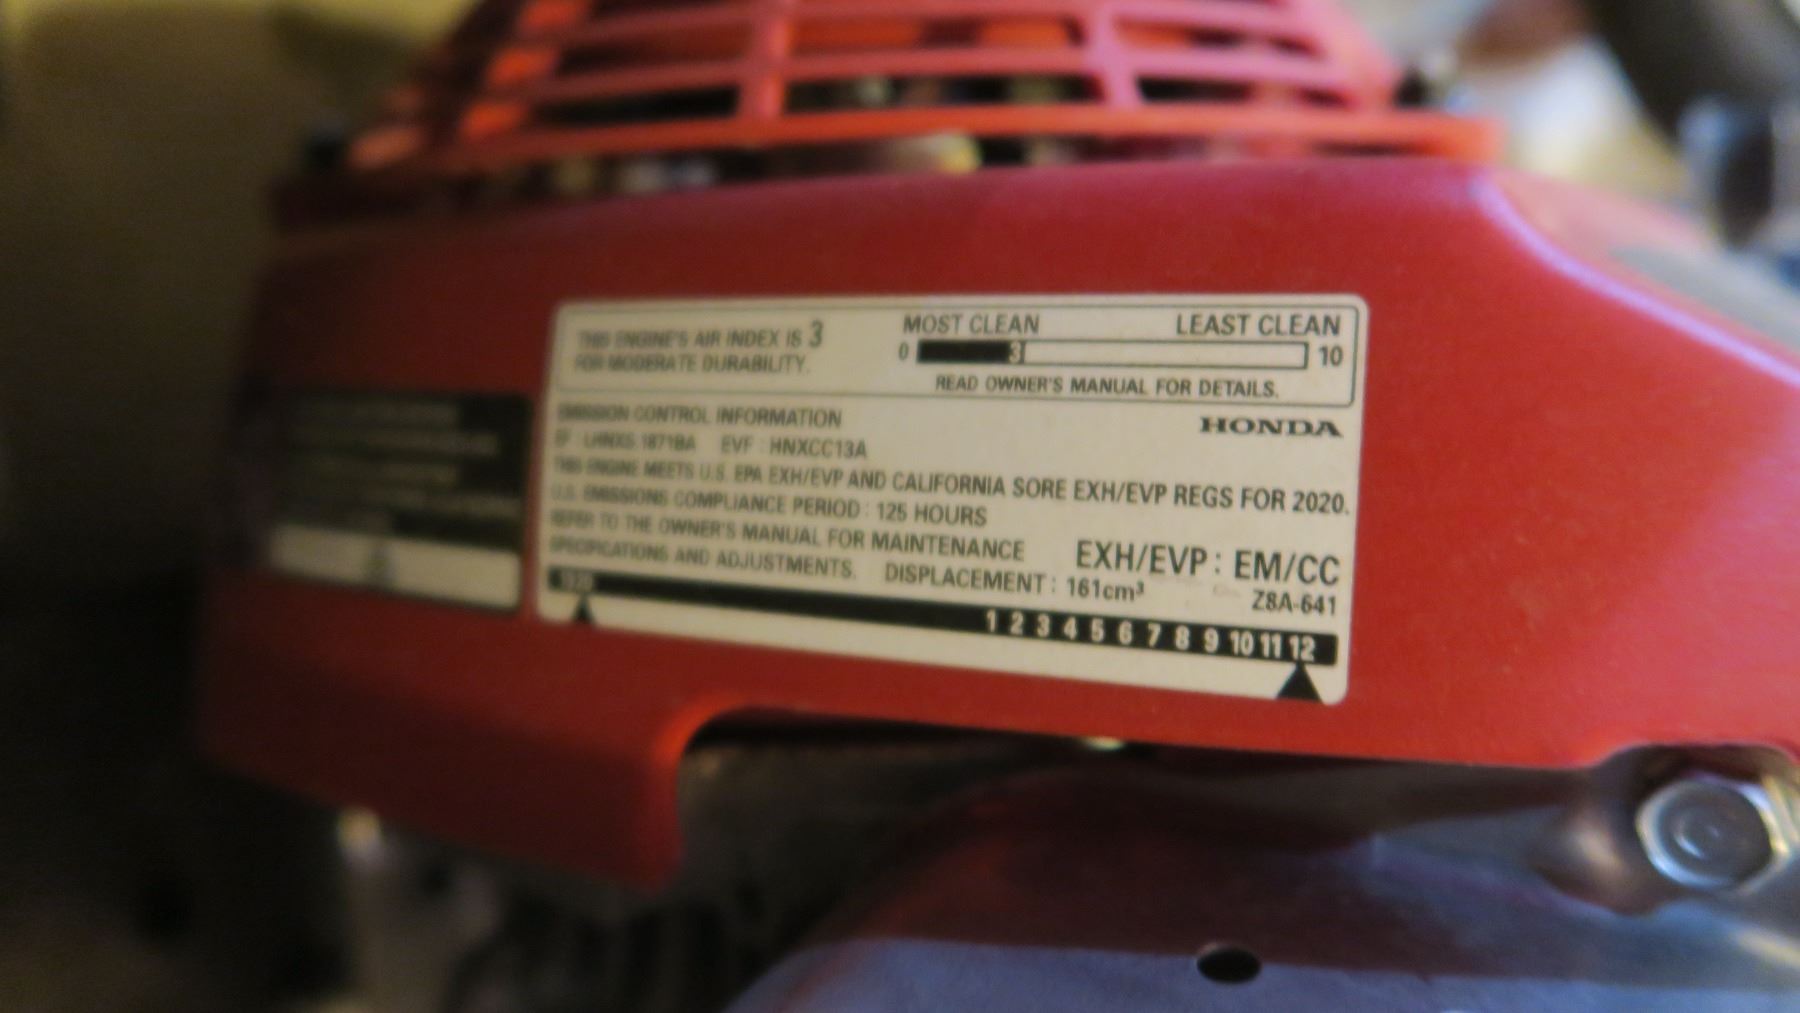 THIS ENGINE'S AIR INDEX IS 3
FOR MODERATE DURABILITY.
MOST CLEAN LEAST CLEAN
0 3 10
READ OWNER'S MANUAL FOR DETAILS.
EMISSION CONTROL INFORMATION
HONDA
EF : LHNXS.1871BA EVF : HNXCC13A
THIS ENGINE MEETS U.S. EPA EXH/EVP AND CALIFORNIA SORE EXH/EVP REGS FOR 2020.
U.S. EMISSIONS COMPLIANCE PERIOD : 125 HOURS
REFER TO THE OWNER'S MANUAL FOR MAINTENANCE
SPECIFICATIONS AND ADJUSTMENTS. DISPLACEMENT : 161cm³
EXH/EVP : EM/CC
Z8A-641
1 2 3 4 5 6 7 8 9 10 11 12